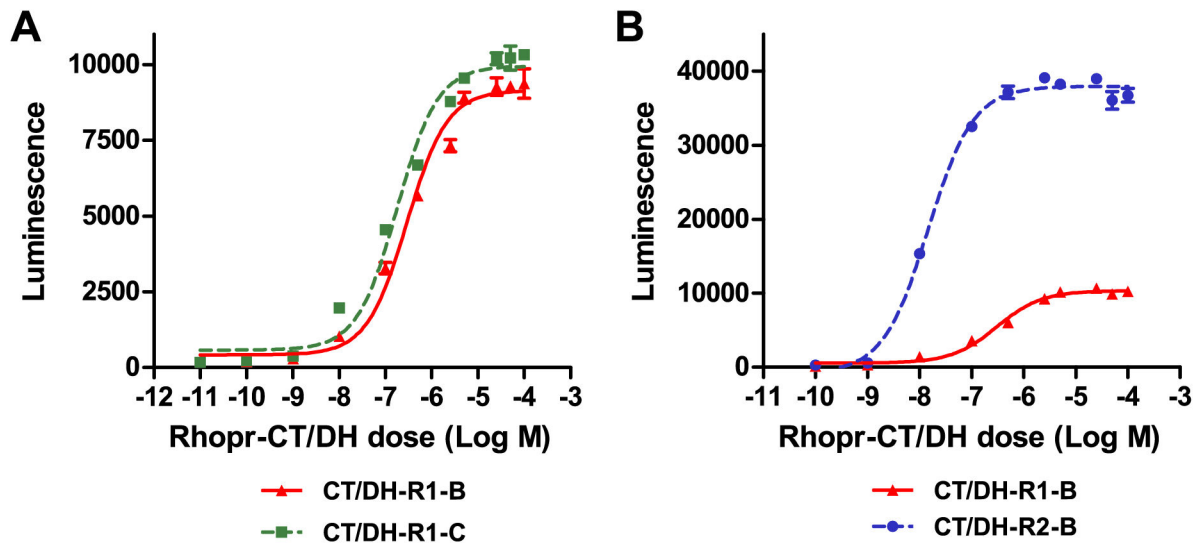 A
Luminescence
10000
7500
5000
2500
0
-12 -11 -10 -9 -8 -7 -6 -5 -4 -3
Rhopr-CT/DH dose (Log M)
CT/DH-R1-B
CT/DH-R1-C
B
Luminescence
40000
30000
20000
10000
0
-11 -10 -9 -8 -7 -6 -5 -4 -3
Rhopr-CT/DH dose (Log M)
CT/DH-R1-B
CT/DH-R2-B